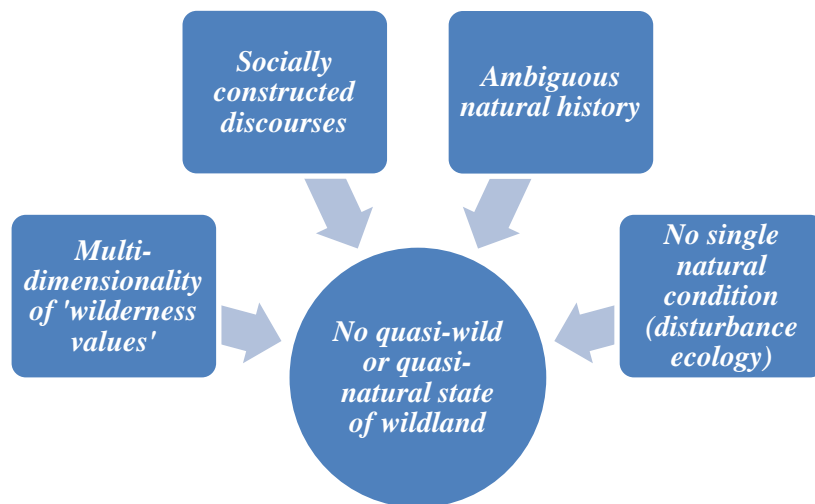 Socially
constructed
discourses
Ambiguous
natural history
Multi-
dimensionality
of 'wilderness
values'
No single
natural
condition
(disturbance
ecology)
No quasi-wild
or quasi-
natural state
of wildland